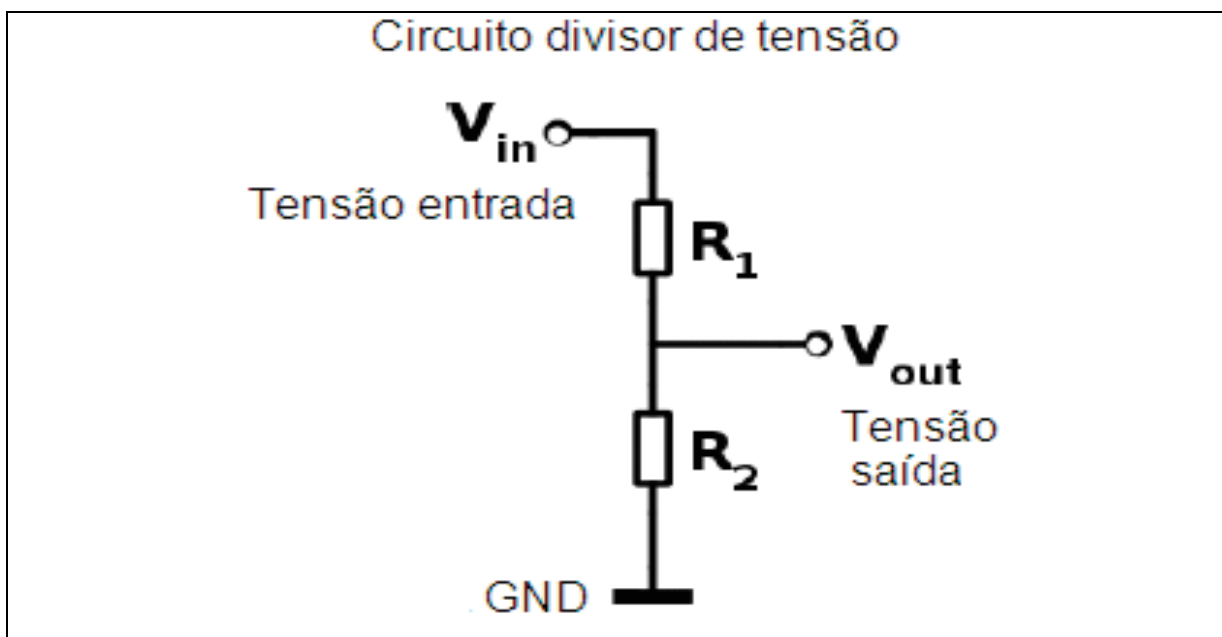 Circuito divisor de tensão
Vin
Tensão entrada
R1
Vout
Tensão
saída
R2
GND